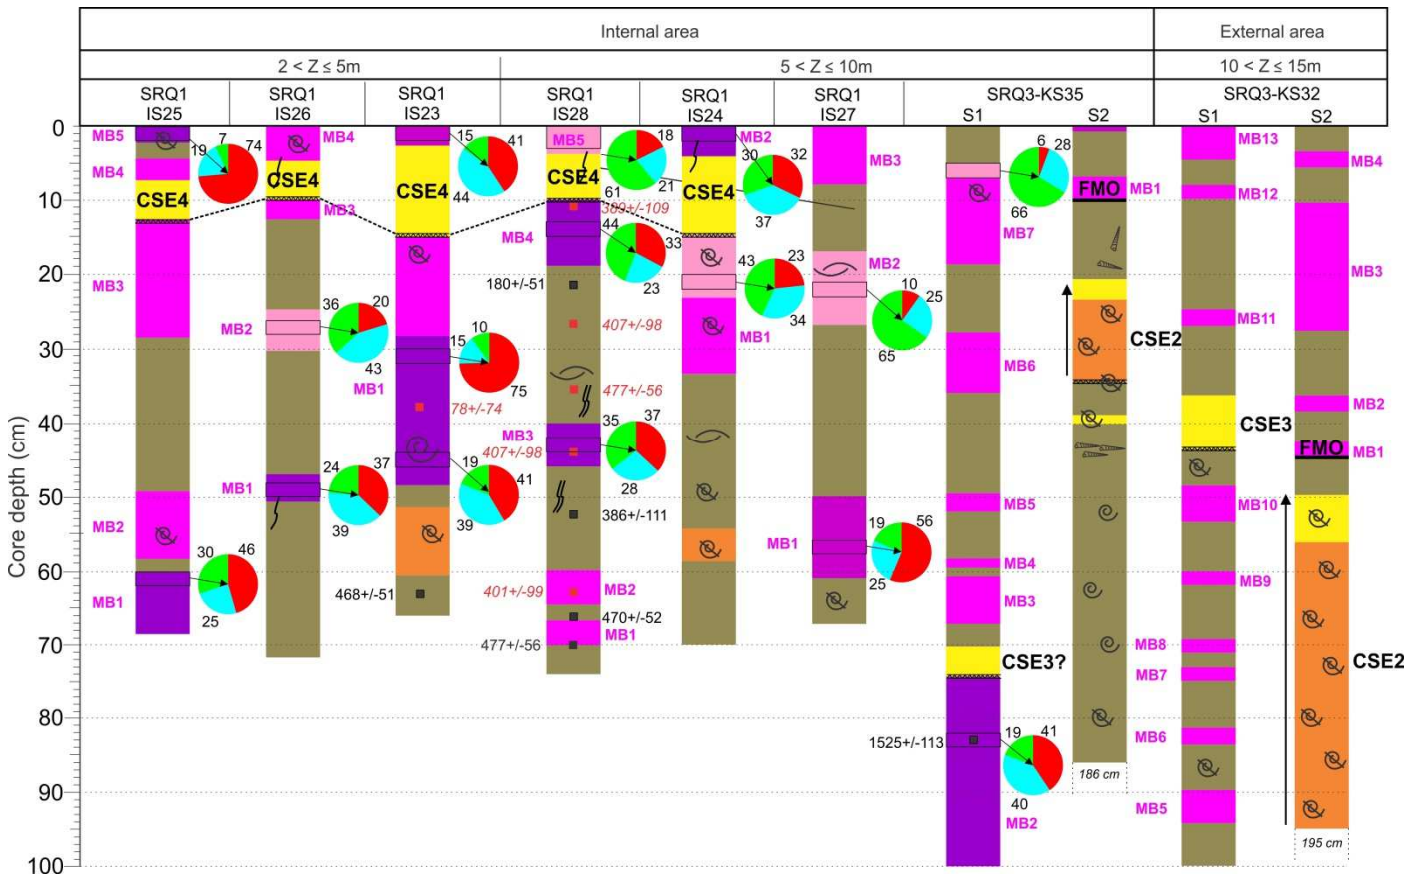 Internal area
External area
2 < Z ≤ 5m
5 < Z ≤ 10m
10 < Z ≤ 15m
SRQ1
IS25
SRQ1
IS26
SRQ1
IS23
SRQ1
IS28
SRQ1
IS24
SRQ1
IS27
SRQ3-KS35
S1
S2
SRQ3-KS32
S1
S2
Core depth (cm)
0
10
20
30
40
50
60
70
80
90
100
MB5
MB4
CSE4
MB3
MB2
MB1
7
74
19
30
46
25
MB4
CSE4
MB3
MB2
MB1
36
20
43
24
37
39
CSE4
MB1
15
41
44
10
15
75
78+/-74
19
41
39
468+/-51
MB5
CSE4
61
18
21
389+/-109
MB4
44
33
23
180+/-51
407+/-98
477+/-56
MB3
407+/-98
35
37
28
386+/-111
401+/-99
MB2
470+/-52
MB1
477+/-56
MB2
CSE4
30
32
37
43
23
34
MB1
MB3
MB2
10
25
65
MB1
19
56
25
6
28
66
MB7
MB6
MB5
MB4
MB3
CSE3?
1525+/-113
19
41
40
MB2
FMO
MB1
CSE2
186 cm
MB13
MB12
MB11
CSE3
MB10
MB9
MB8
MB7
MB6
MB5
MB4
MB3
MB2
FMO
MB1
CSE2
195 cm